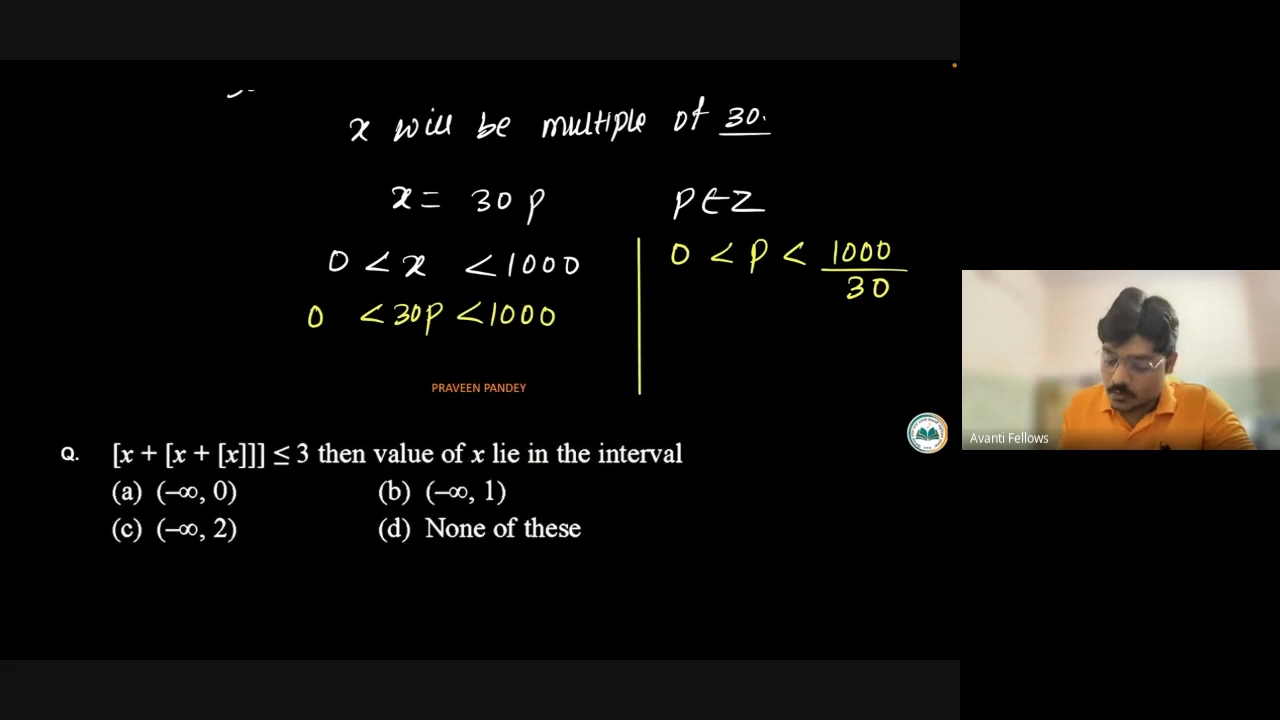 x will be multiple of 30.
x = 30 p p ∈ Z
0 < x < 1000 0 < p < 1000/30
0 < 30p < 1000
PRAVEEN PANDEY
Q. [x + [x + [x]]] ≤ 3 then value of x lie in the interval
(a) (–∞, 0) (b) (–∞, 1)
(c) (–∞, 2) (d) None of these
Avanti Fellows